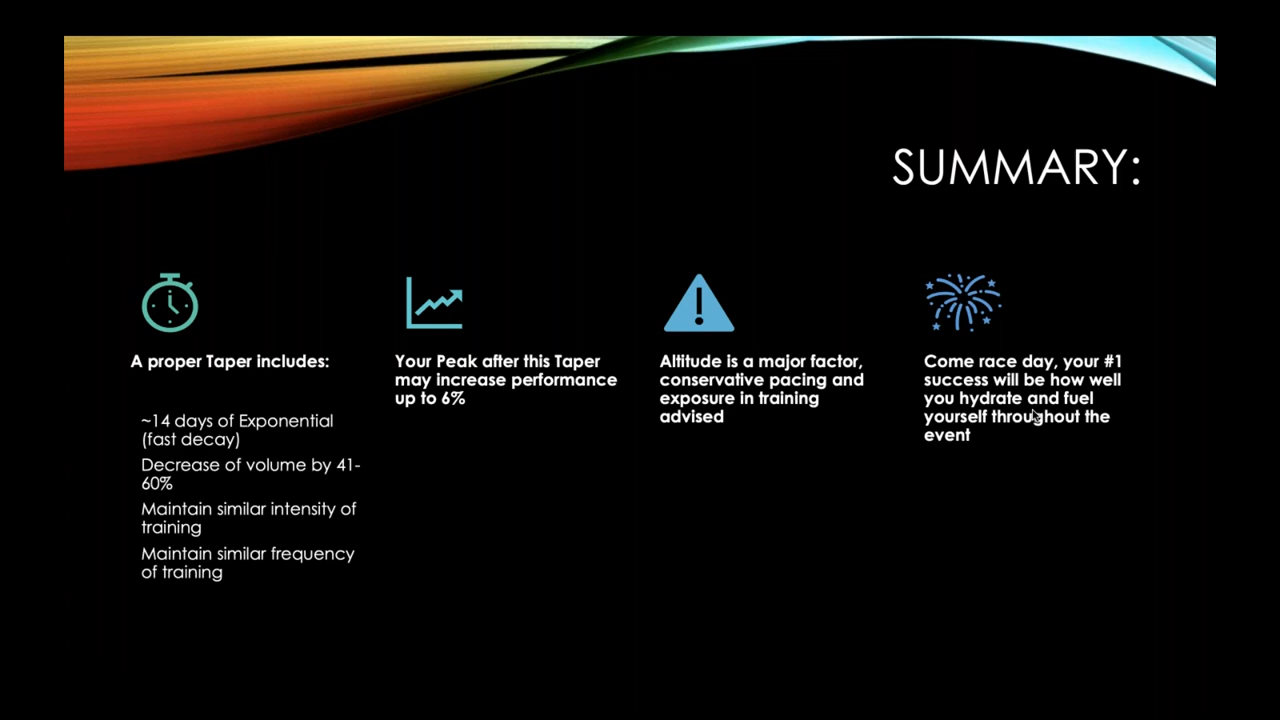 SUMMARY:
A proper Taper includes:
~14 days of Exponential
(fast decay)
Decrease of volume by 41-
60%
Maintain similar intensity of
training
Maintain similar frequency
of training
Your Peak after this Taper
may increase performance
up to 6%
Altitude is a major factor,
conservative pacing and
exposure in training
advised
Come race day, your #1
success will be how well
you hydrate and fuel
yourself throughout the
event